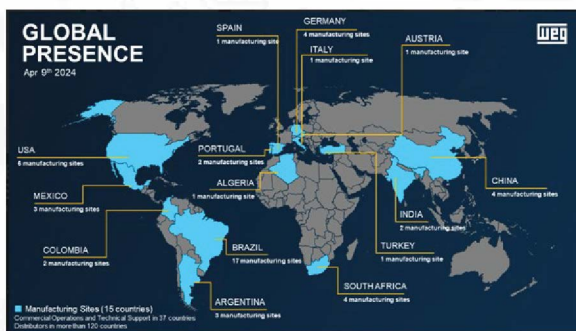 GLOBAL
PRESENCE
Apr 9th 2024
weg
SPAIN
1 manufacturing site
GERMANY
4 manufacturing sites
ITALY
1 manufacturing site
AUSTRIA
1 manufacturing site
USA
6 manufacturing sites
PORTUGAL
2 manufacturing sites
ALGERIA
1 manufacturing site
CHINA
4 manufacturing sites
MEXICO
3 manufacturing sites
INDIA
2 manufacturing sites
COLOMBIA
2 manufacturing sites
BRAZIL
17 manufacturing sites
TURKEY
1 manufacturing site
SOUTH AFRICA
4 manufacturing sites
ARGENTINA
3 manufacturing sites
Manufacturing Sites (15 countries)
Commercial Operations and Technical Support in 37 countries
Distributors in more than 120 countries